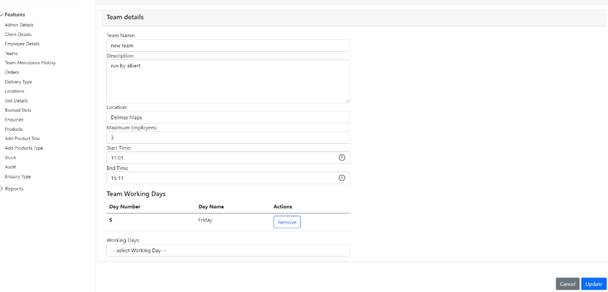 Features
Admin Details
Client Details
Employee Details
Teams
Team Attendance History
Orders
Delivery Type
Locations
Slot Details
Booked Slots
Enquiries
Products
Add Product Size
Add Products Type
Stock
Audit
Enquiry Type
Reports
Team details
Team Name:
new team
Description:
run by albert
Location:
Delmas Mapa
Maximum Employees:
3
Start Time:
11:01
End Time
15:11
Team Working Days
Day Number Day Name Actions
5 Friday Remove
Working Days:
-- select Working Day --
Cancel Update